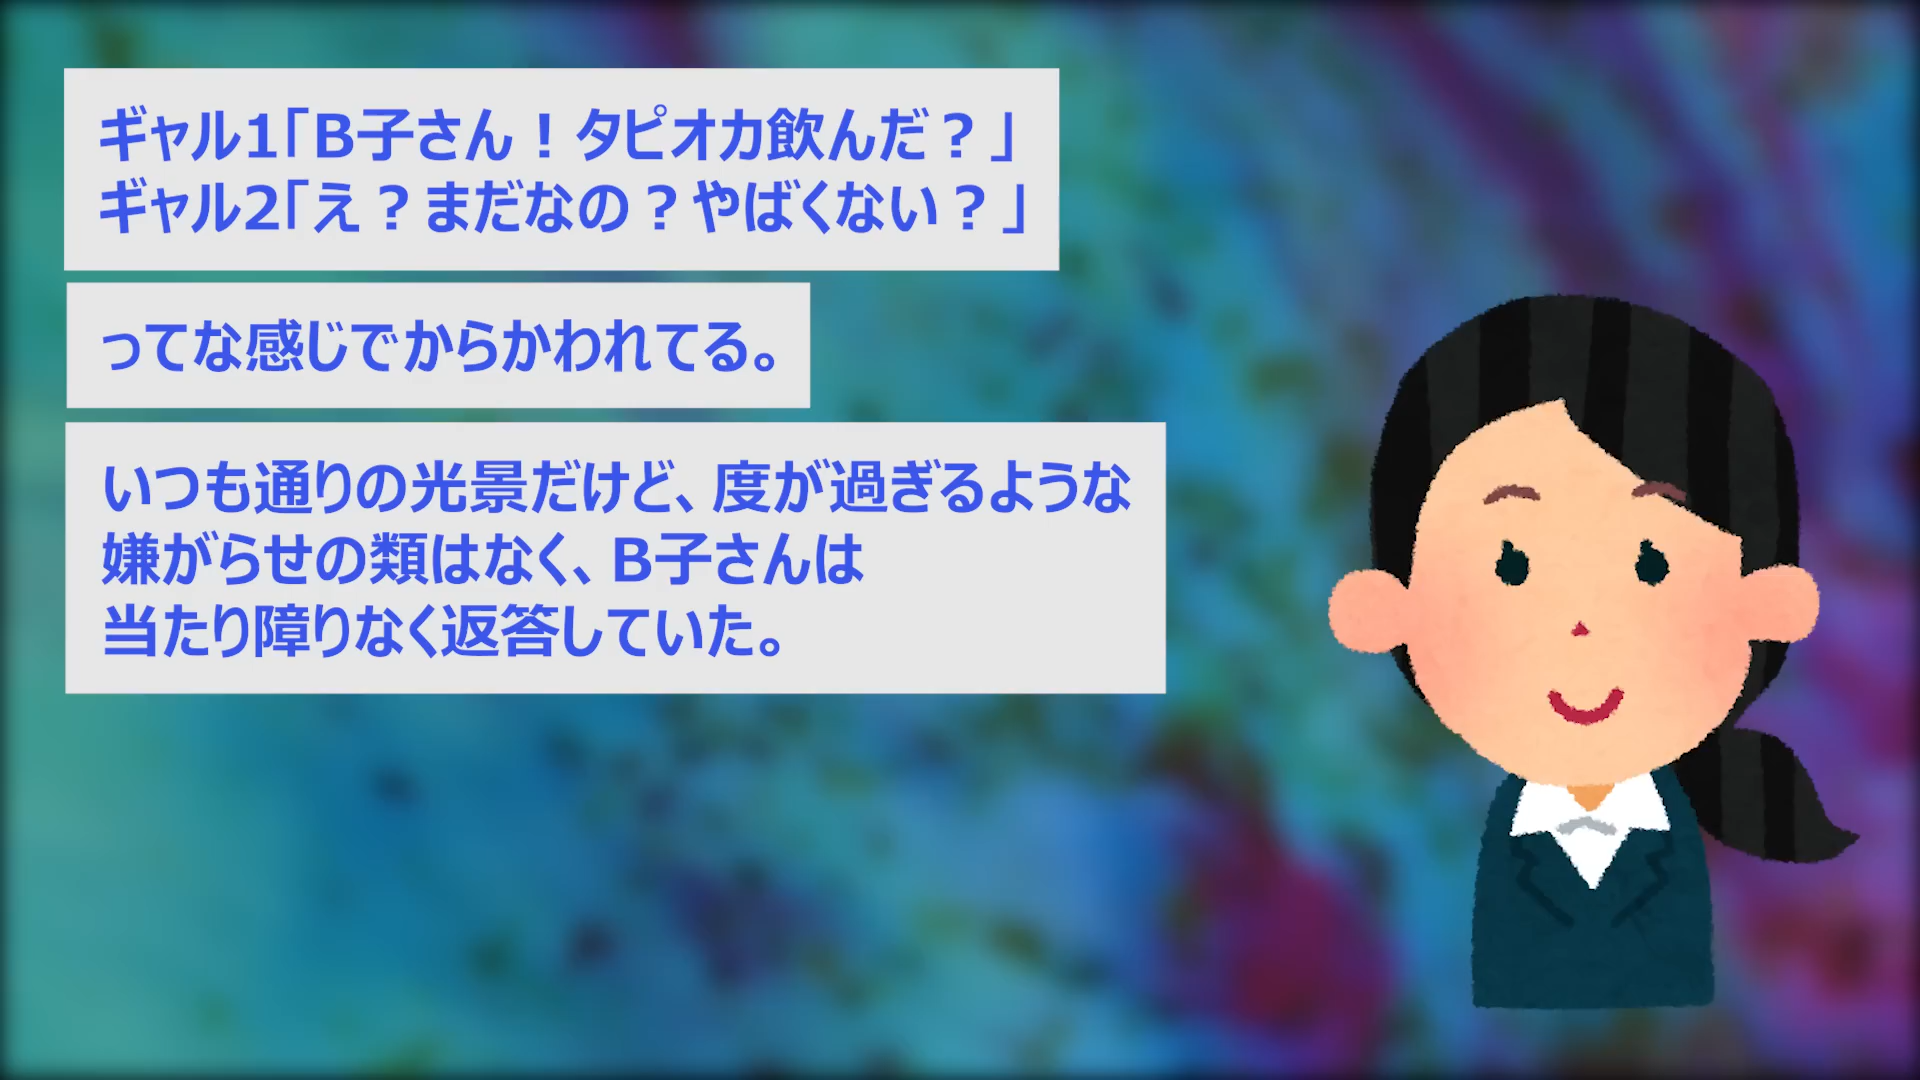 ギャル1「B子さん！タピオカ飲んだ？」
ギャル2「え？まだなの？やばくない？」
ってな感じでからかわれてる。
いつも通りの光景だけど、度が過ぎるような
嫌がらせの類はなく、B子さんは
当たり障りなく返答していた。